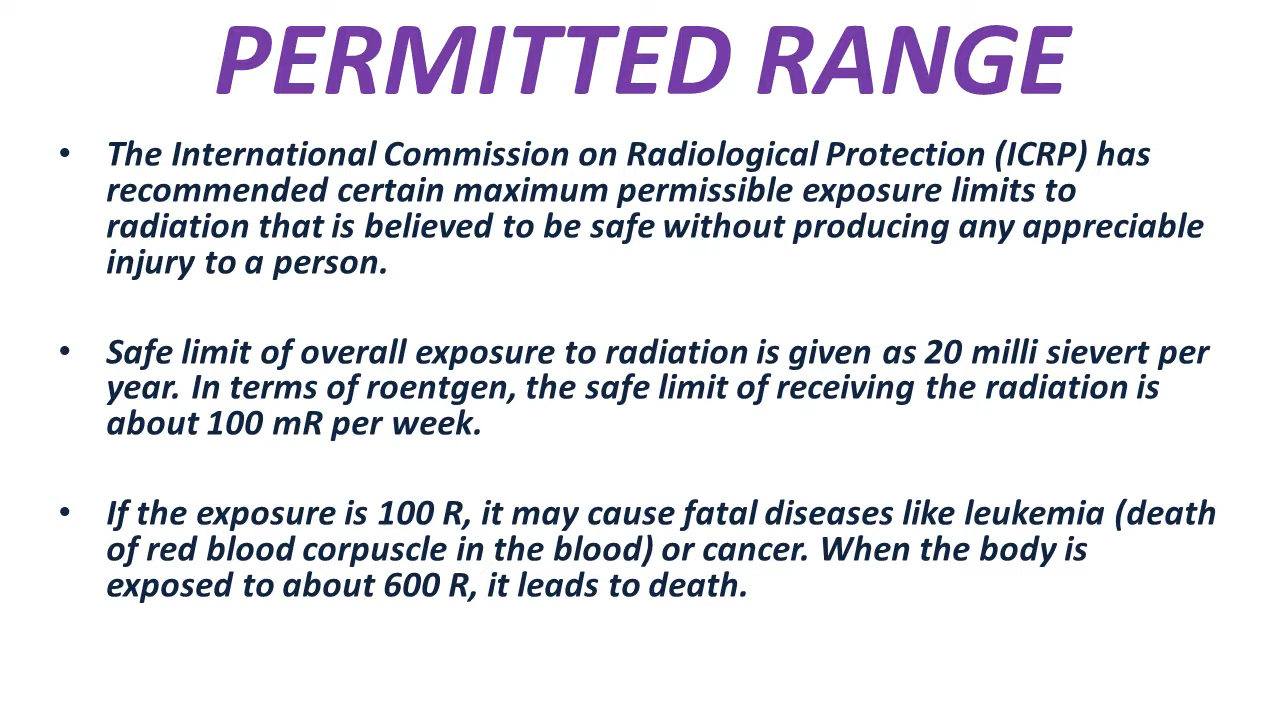 PERMITTED RANGE
• The International Commission on Radiological Protection (ICRP) has
recommended certain maximum permissible exposure limits to
radiation that is believed to be safe without producing any appreciable
injury to a person.
• Safe limit of overall exposure to radiation is given as 20 milli sievert per
year. In terms of roentgen, the safe limit of receiving the radiation is
about 100 mR per week.
• If the exposure is 100 R, it may cause fatal diseases like leukemia (death
of red blood corpuscle in the blood) or cancer. When the body is
exposed to about 600 R, it leads to death.